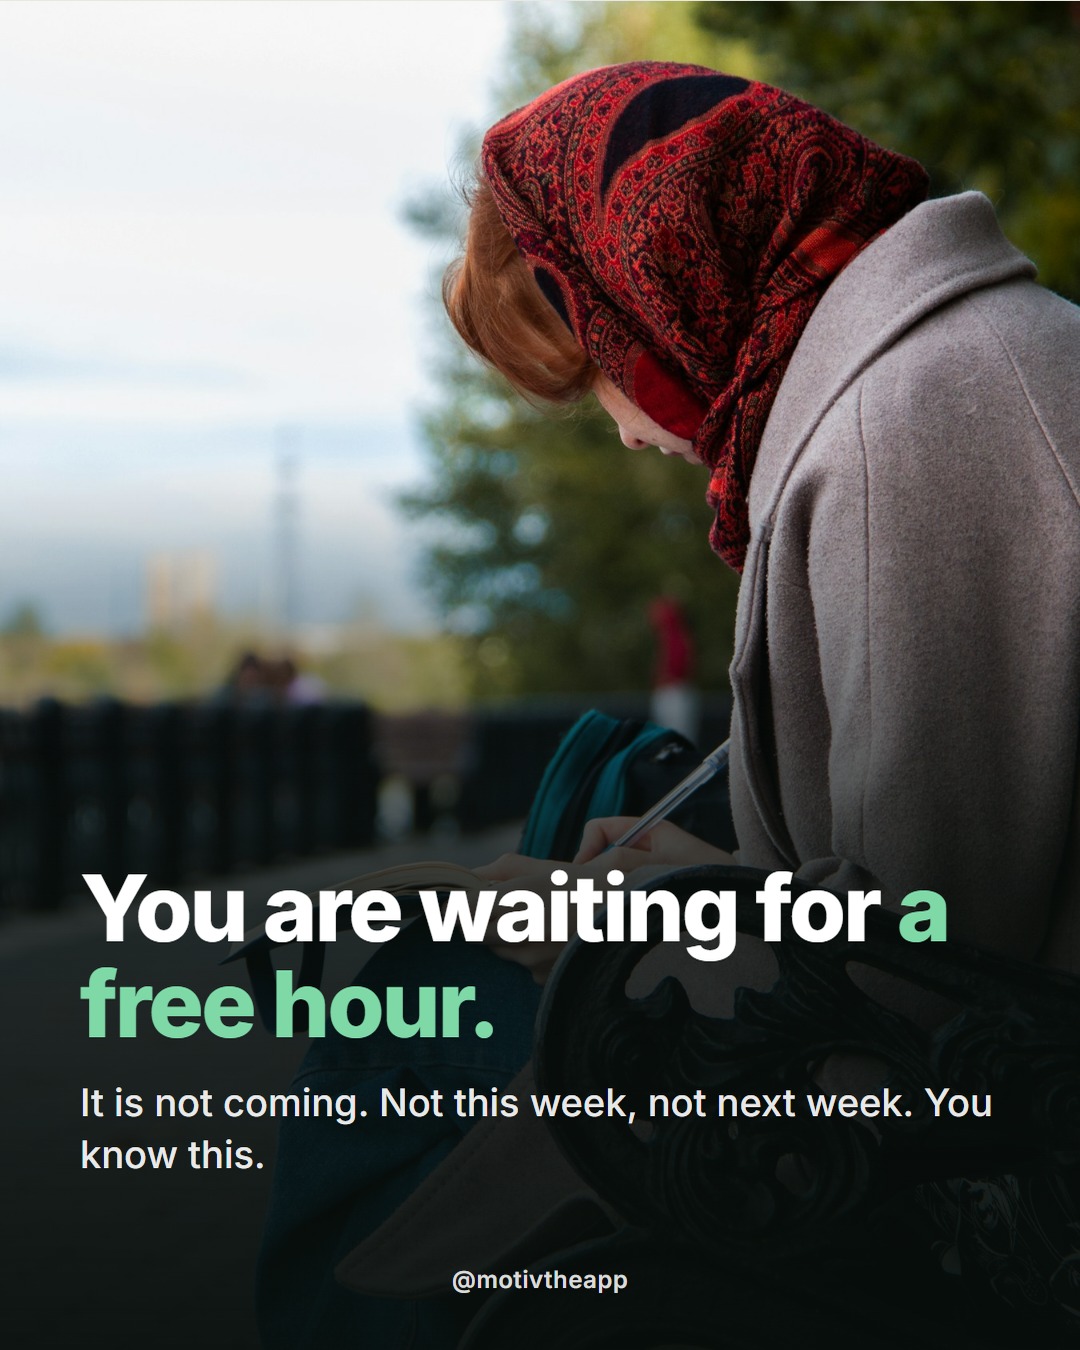 You are waiting for a
free hour.
It is not coming. Not this week, not next week. You
know this.
@motivtheapp